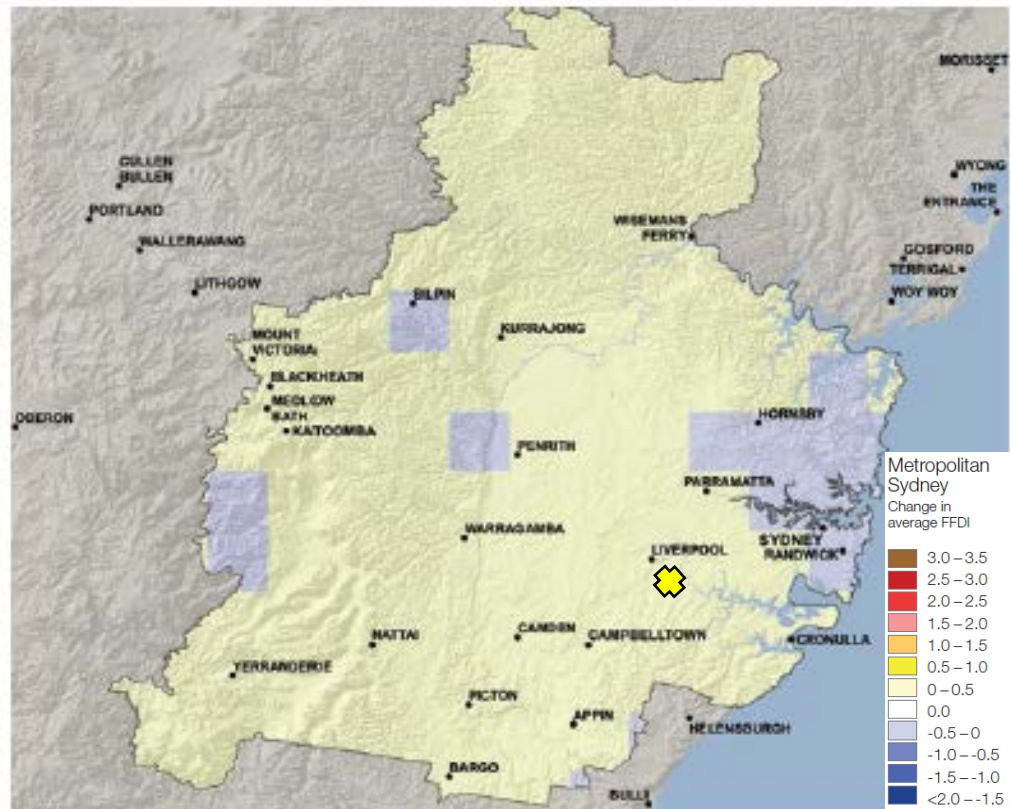 MORISSET
CULLEN
BULLEN
WYONG
THE
ENTRANCE
PORTLAND
WISEMANS
FERRY
WALLERAWANG
GOSFORD
TERRIGAL
LITHGOW
BILPIN
WOY WOY
KURRAJONG
MOUNT
VICTORIA
BLACKHEATH
MEDLOW
BATH
OBERON
HORNSBY
KATOOMBA
PENRITH
PARRAMATTA
WARRAGAMBA
SYDNEY
LIVERPOOL
RANDWICK
NATTAI
CAMDEN
CAMPBELLTOWN
CRONULLA
YERRANDERIE
PICTON
APPIN
HELENSBURGH
BARGO
BULLI
Metropolitan
Sydney
Change in
average FFDI
3.0 – 3.5
2.5 – 3.0
2.0 – 2.5
1.5 – 2.0
1.0 – 1.5
0.5 – 1.0
0 – 0.5
0.0
-0.5 – 0
-1.0 – -0.5
-1.5 – -1.0
<2.0 – -1.5